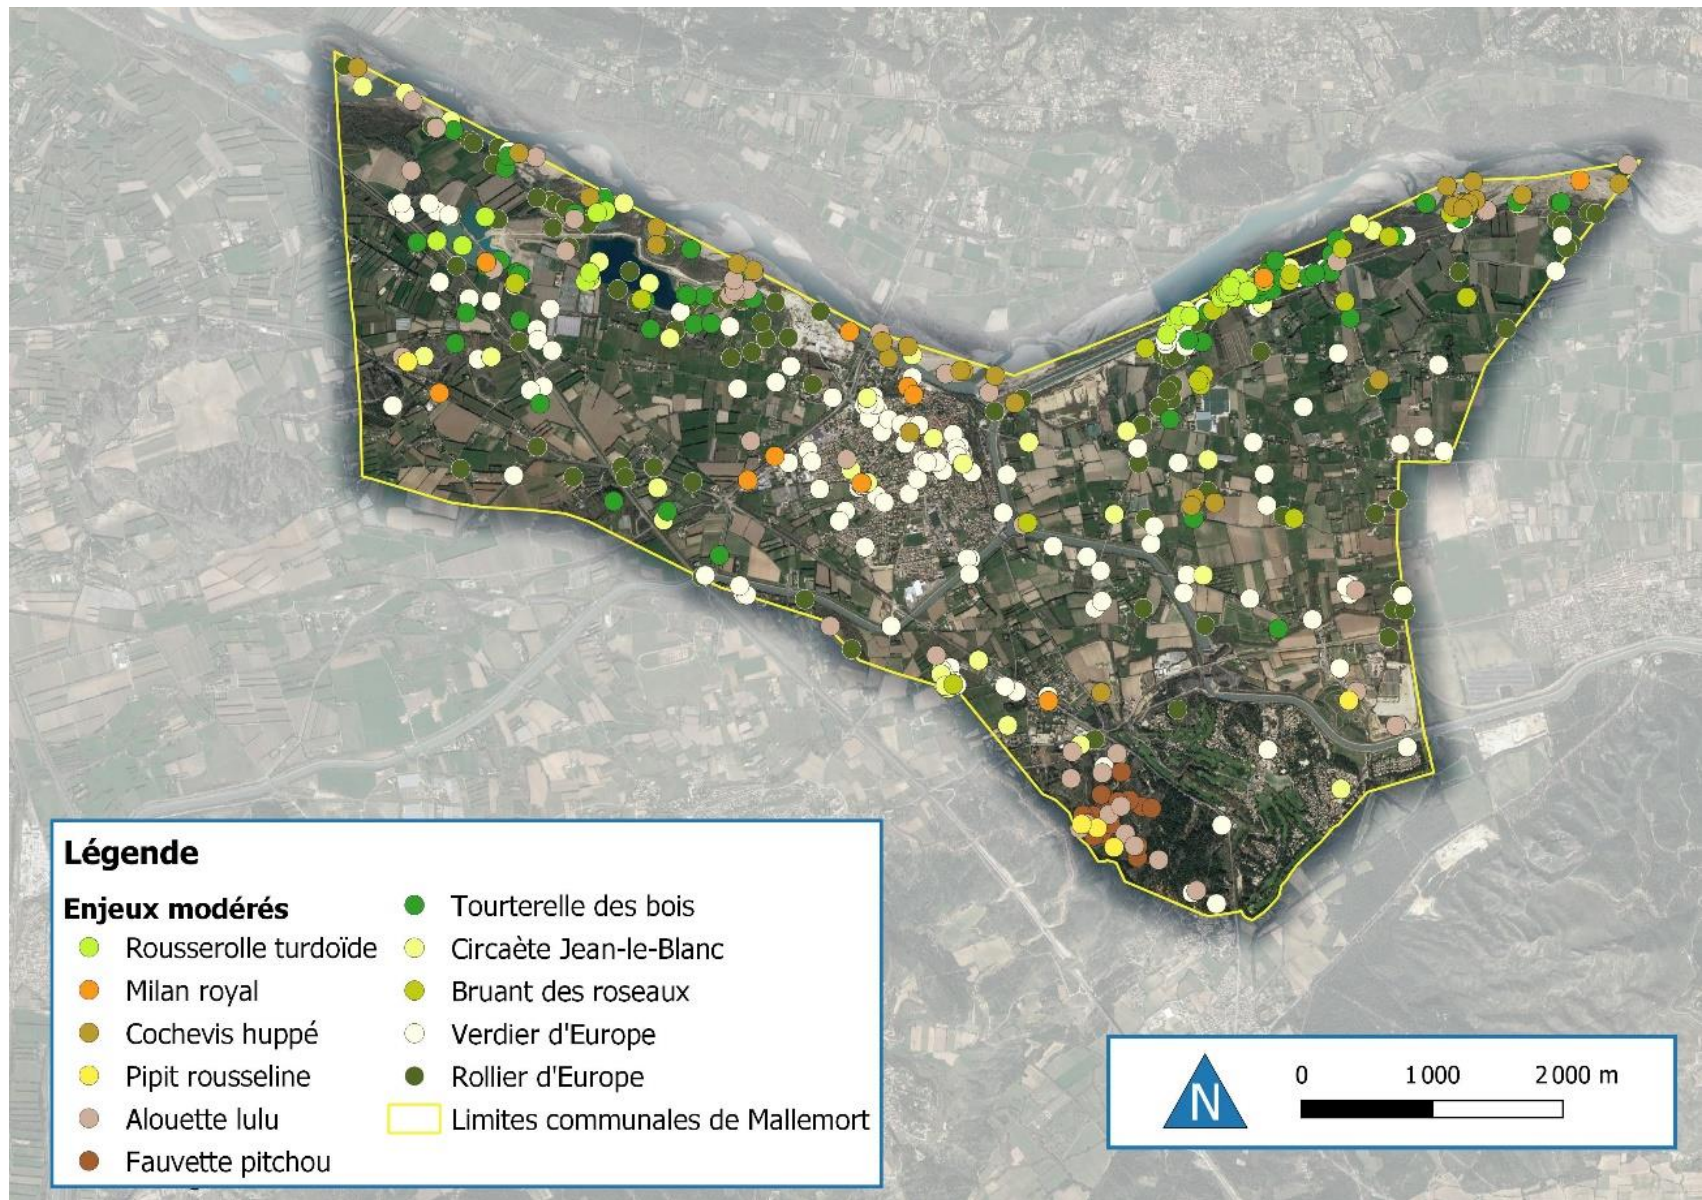 Légende
Enjeux modérés
Rousserolle turdoïde
Milan royal
Cochevis huppé
Pipit rousseline
Alouette lulu
Fauvette pitchou
Tourterelle des bois
Circaète Jean-le-Blanc
Bruant des roseaux
Verdier d'Europe
Rollier d'Europe
Limites communales de Mallemort
N
0 1 000 2 000 m